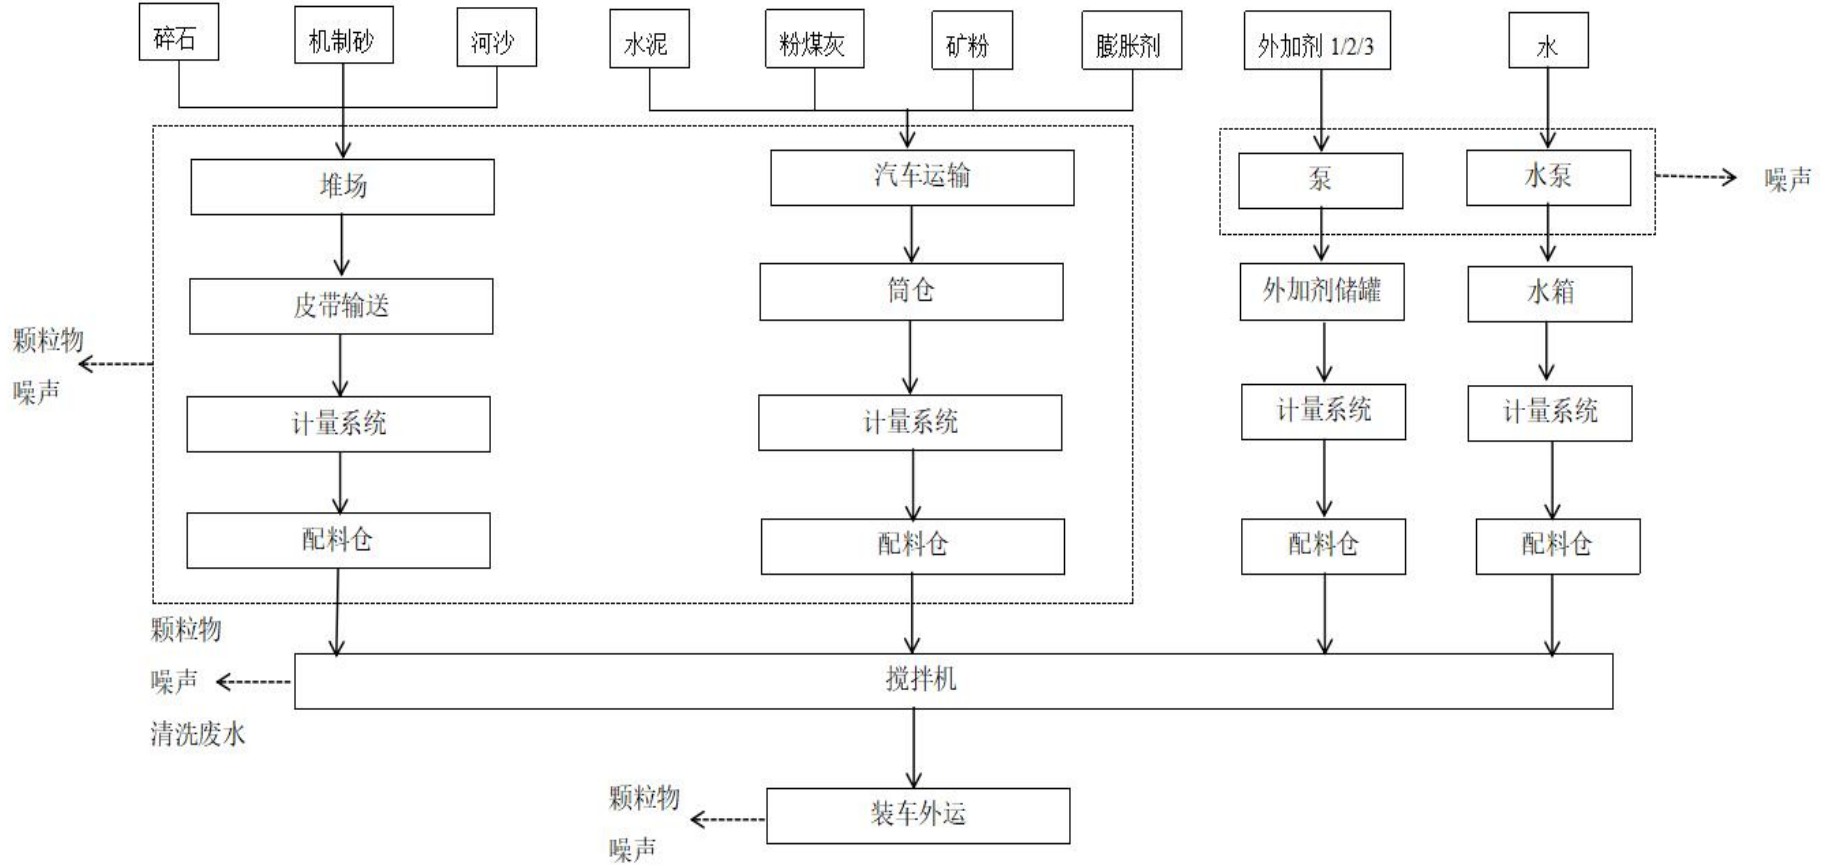 碎石
机制砂
河沙
水泥
粉煤灰
矿粉
膨胀剂
外加剂 1/2/3
水
堆场
汽车运输
泵
水泵
噪声
皮带输送
筒仓
外加剂储罐
水箱
颗粒物
噪声
计量系统
计量系统
计量系统
计量系统
配料仓
配料仓
配料仓
配料仓
颗粒物
噪声
清洗废水
搅拌机
颗粒物
噪声
装车外运